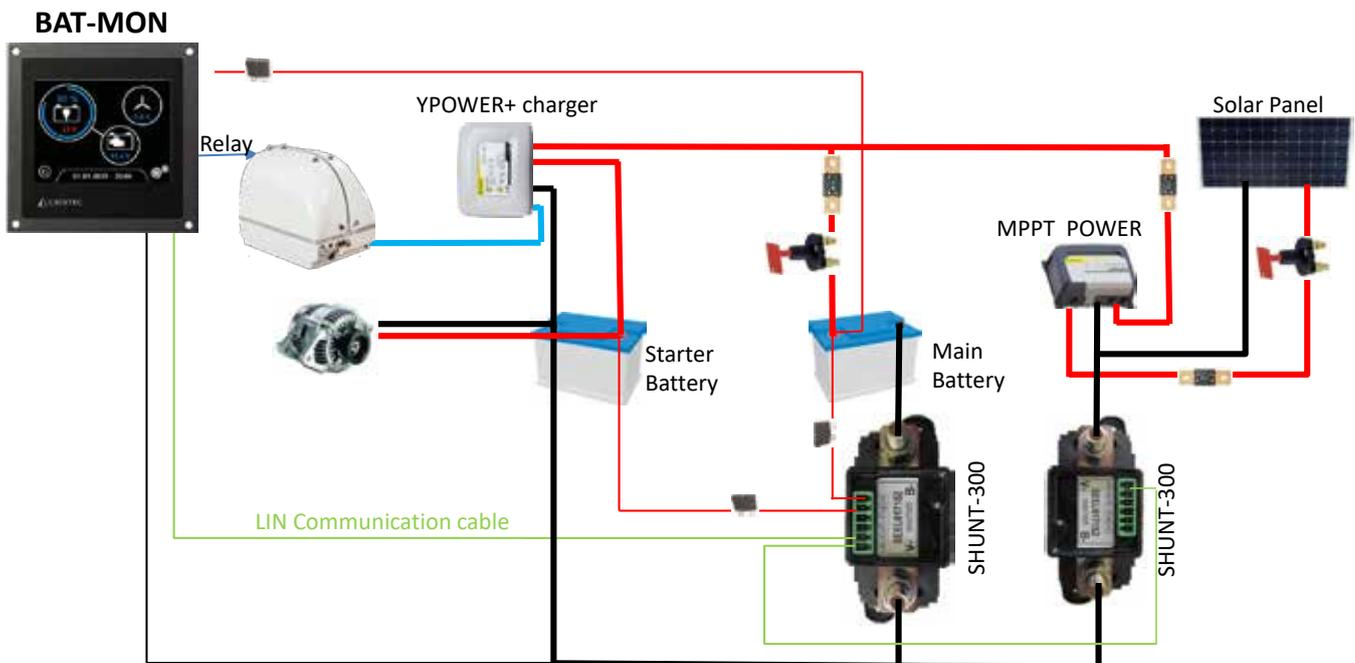 BAT-MON
YPOWER+ charger
Solar Panel
Relay
MPPT POWER
Starter
Battery
Main
Battery
LIN Communication cable
SHUNT-300
SHUNT-300